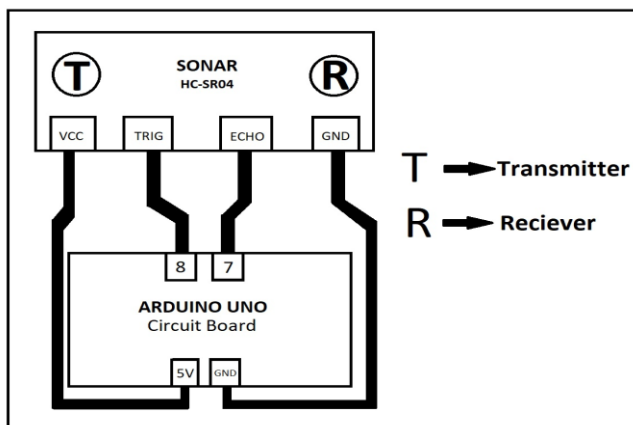 SONAR
HC-SR04
T
R
VCC
TRIG
ECHO
GND
T Transmitter
R Reciever
8
7
ARDUINO UNO
Circuit Board
5V
GND